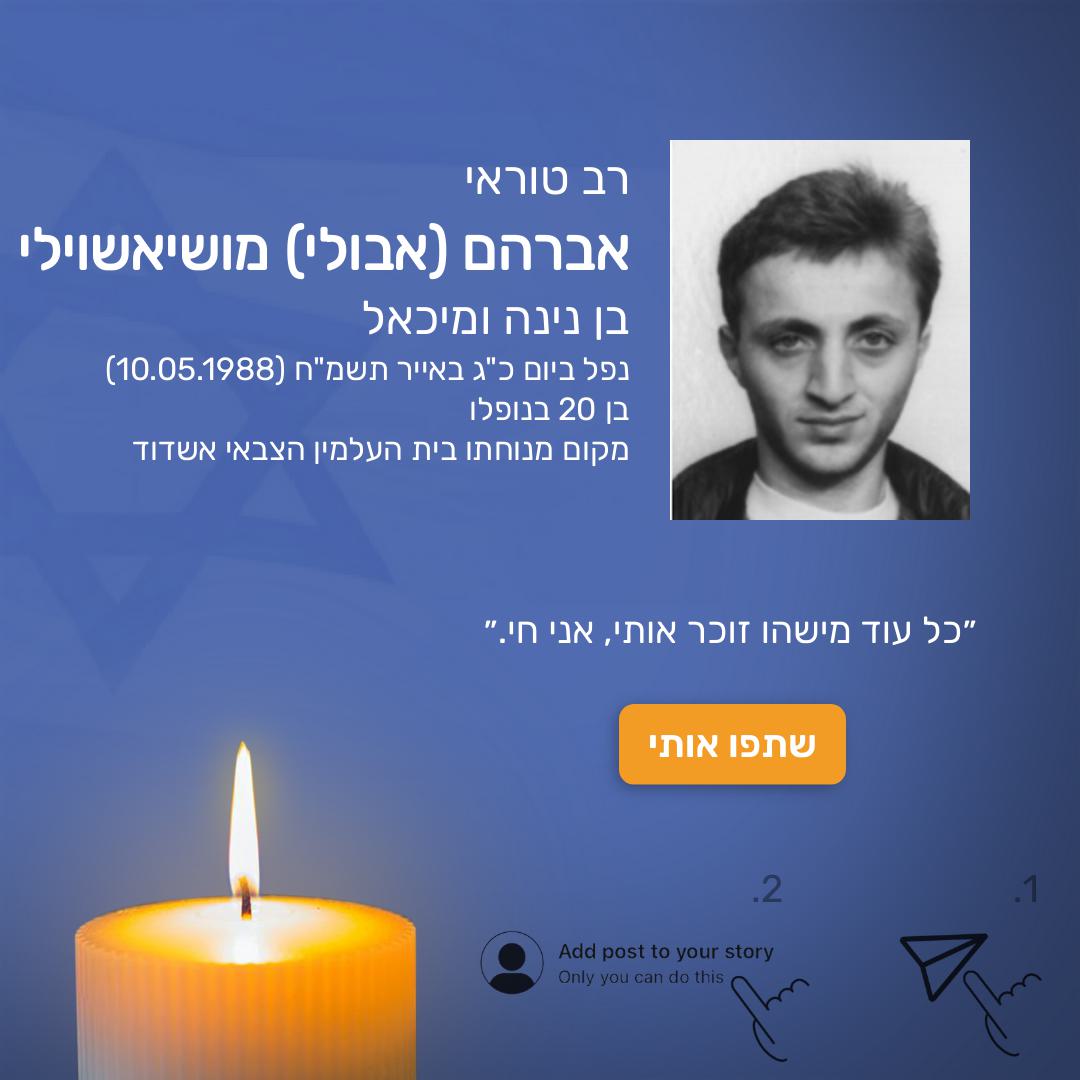 רב טוראי
אברהם (אבולי) מושיאשוילי
בן נינה ומיכאל
נפל ביום כ"ג באייר תשמ"ח (10.05.1988)
בן 20 בנופלו
מקום מנוחתו בית העלמין הצבאי אשדוד
״כל עוד מישהו זוכר אותי, אני חי.״
שתפו אותי
1.
2.
Add post to your story
Only you can do this